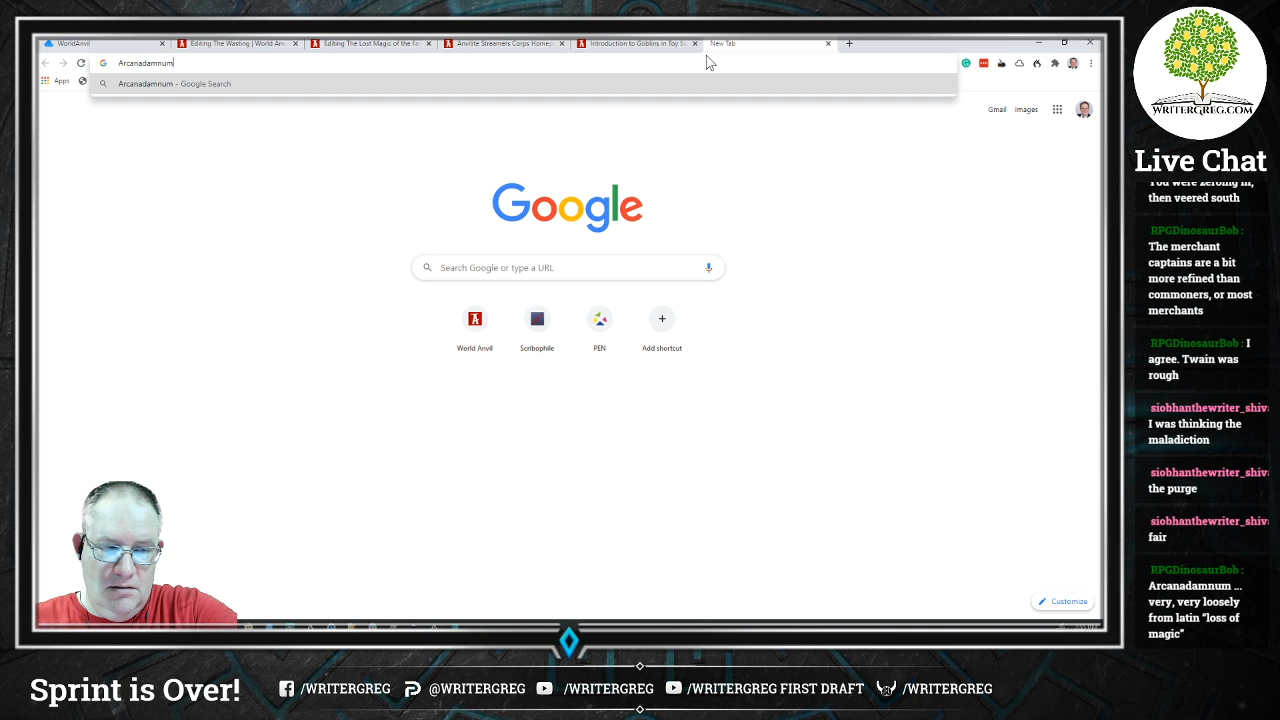 WorldAnvil
Editing The Wasting | World Anv
Editing The Lost Magic of the Fa
Anvilite Streamers Corps Homep
Introduction to Goblins in Toy So
New Tab
Arcanadamnum
Arcanadamnum - Google Search
Apps
Gmail
Images
Google
Search Google or type a URL
World Anvil
Scribophile
PEN
Add shortcut
Customize
WRITERGREG.COM
Live Chat
You were zeroing in,
then veered south
RPGDinosaurBob :
The merchant
captains are a bit
more refined than
commoners, or most
merchants
RPGDinosaurBob : I
agree. Twain was
rough
siobhanthewriter_shiva
I was thinking the
maladiction
siobhanthewriter_shiva
the purge
siobhanthewriter_shiva
fair
RPGDinosaurBob :
Arcanadamnum ...
very, very loosely
from latin "loss of
magic"
Sprint is Over!
/WRITERGREG
@WRITERGREG
/WRITERGREG
/WRITERGREG FIRST DRAFT
/WRITERGREG